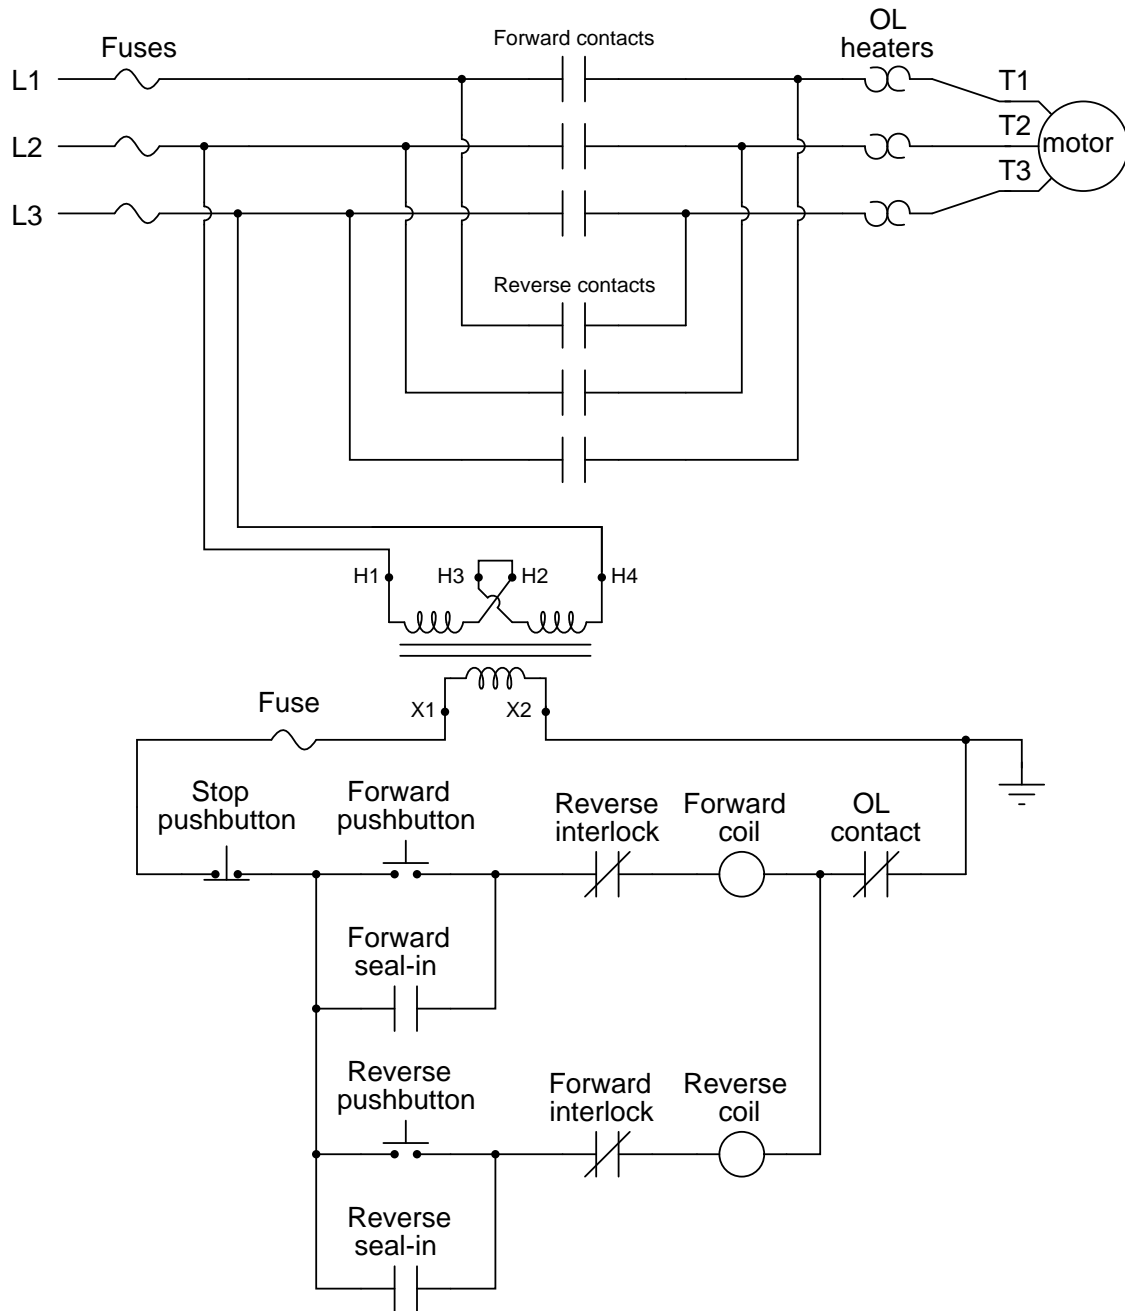 Fuses
Forward contacts
OL
heaters
L1
T1
L2
T2
motor
L3
T3
Reverse contacts
H1
H3
H2
H4
Fuse
X1
X2
Stop
pushbutton
Forward
pushbutton
Reverse
interlock
Forward
coil
OL
contact
Forward
seal-in
Reverse
pushbutton
Forward
interlock
Reverse
coil
Reverse
seal-in